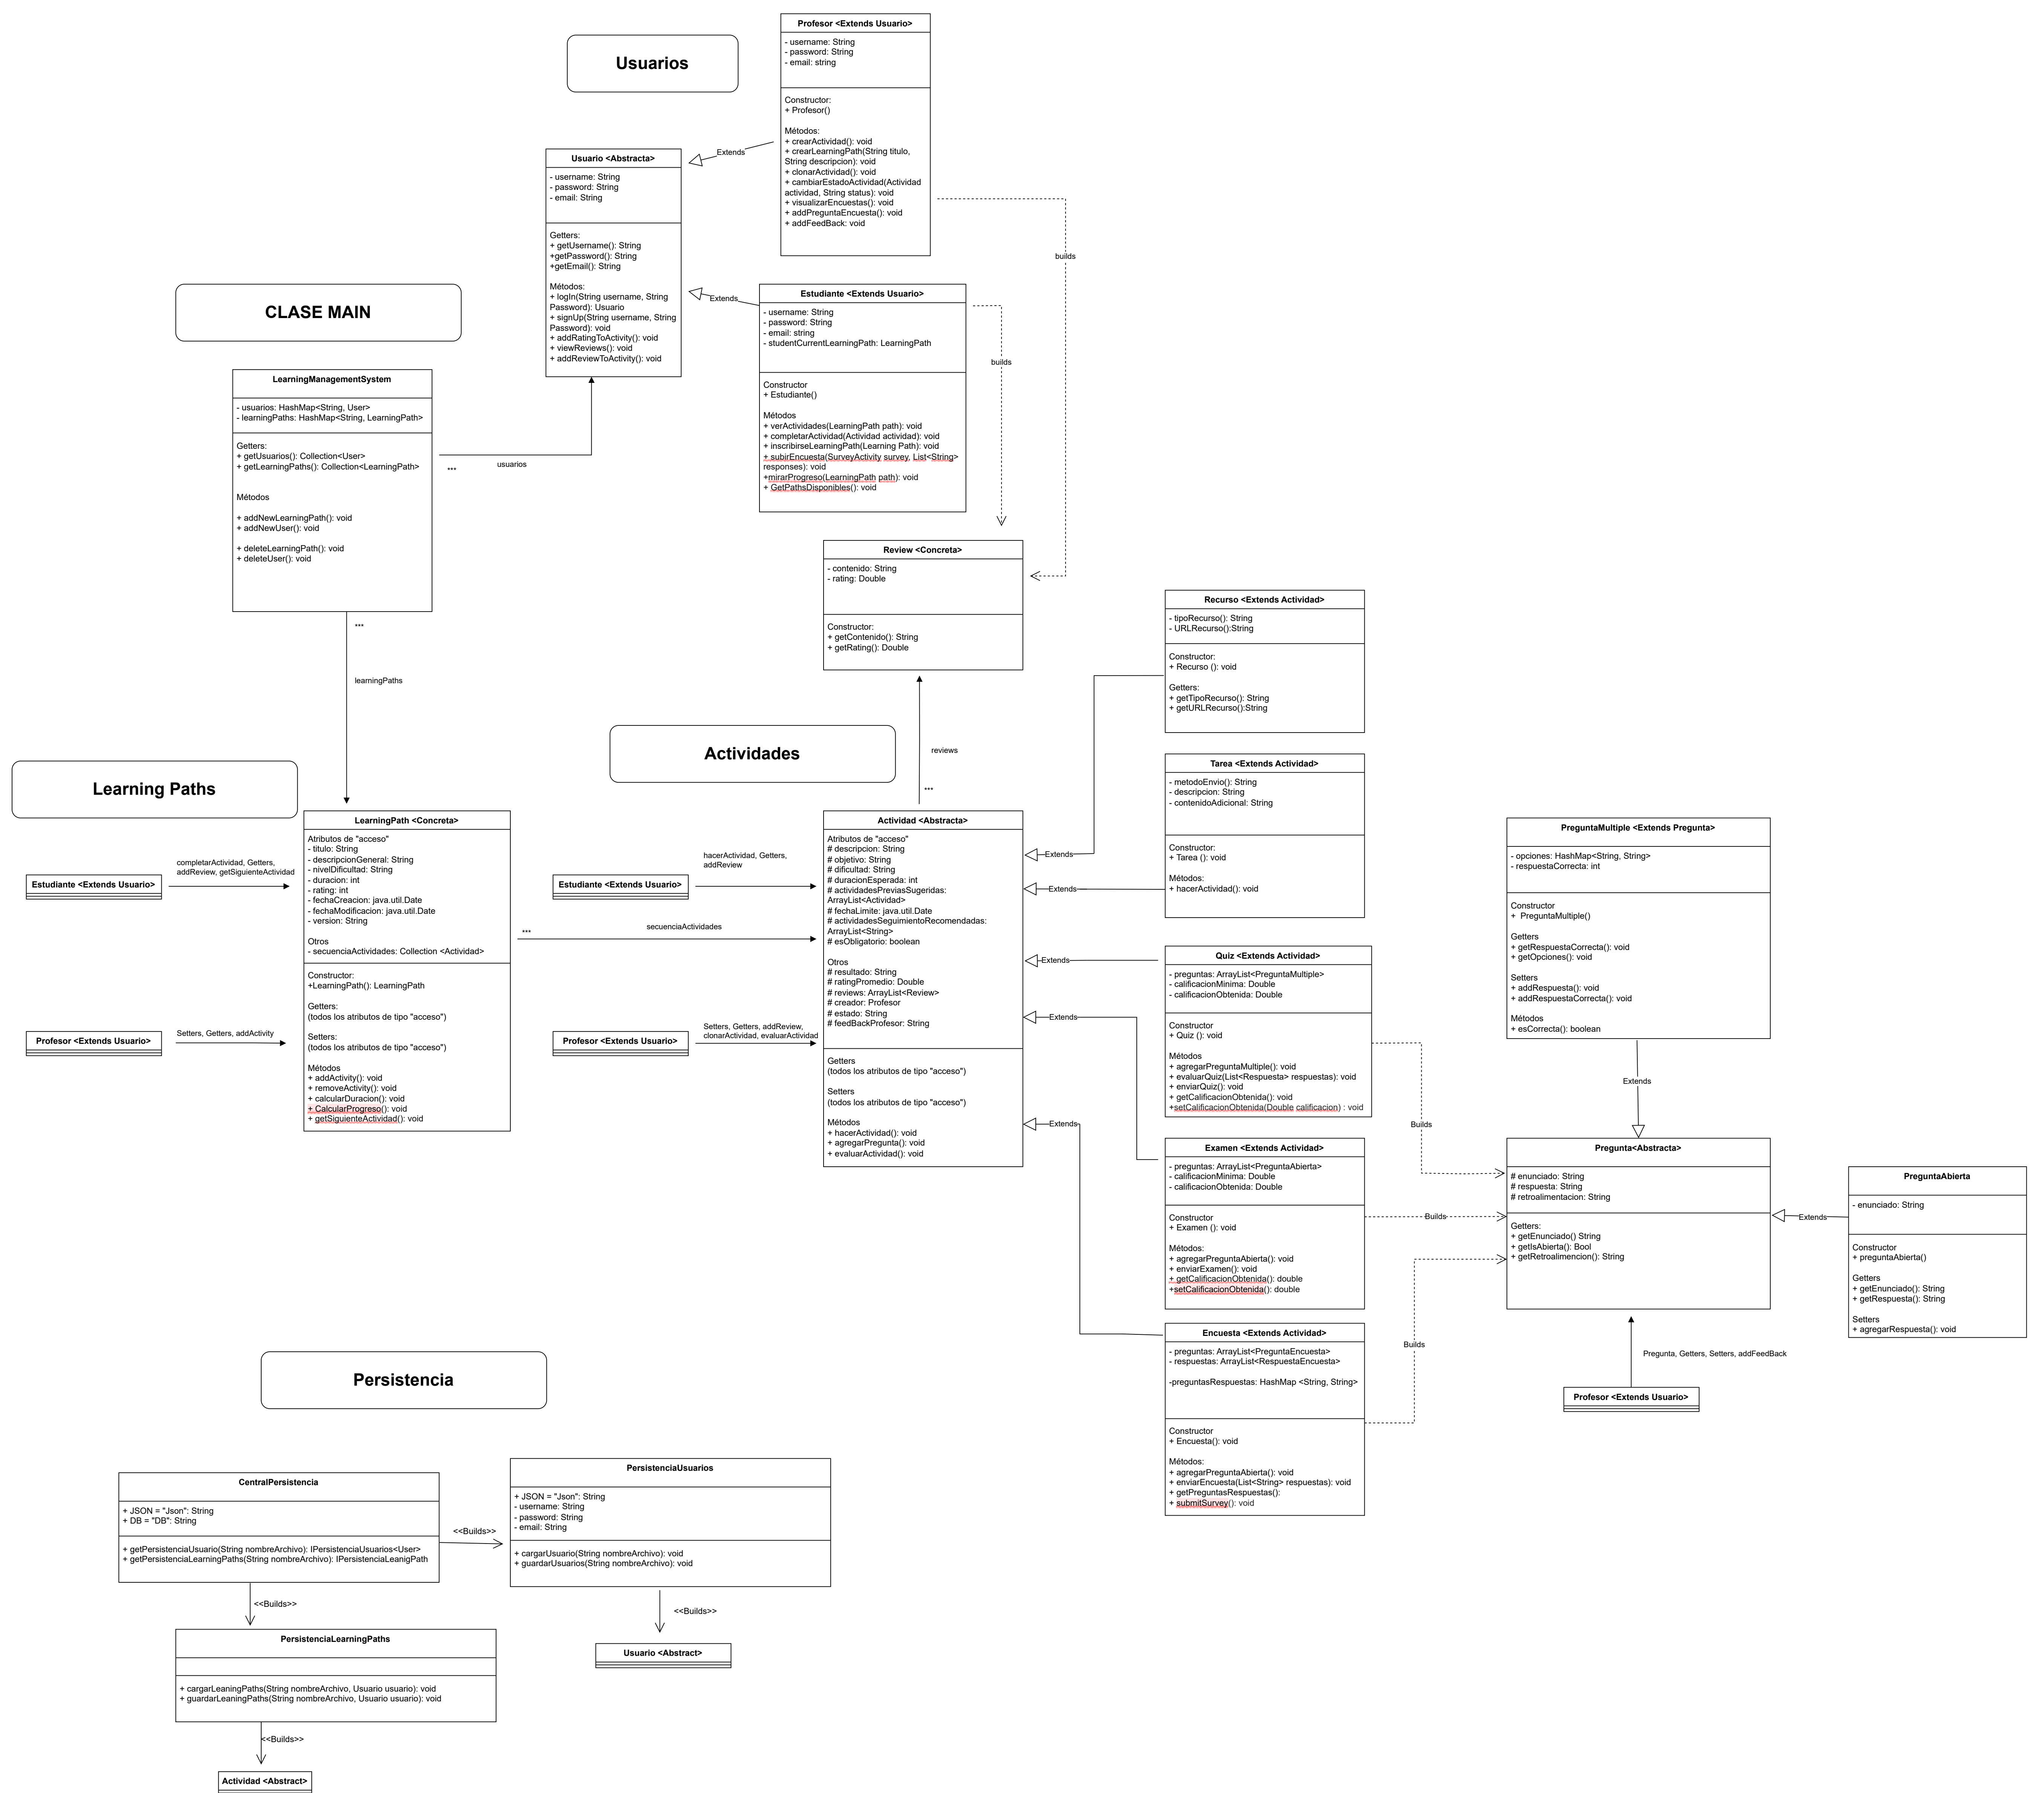 Usuarios
Profesor <Extends Usuario>
- username: String
- password: String
- email: string
Constructor:
+ Profesor()
Métodos:
+ crearActividad(): void
+ crearLearningPath(String titulo,
String descripcion): void
+ clonarActividad(): void
+ cambiarEstadoActividad(Actividad
actividad, String status): void
+ visualizarEncuestas(): void
+ addPreguntaEncuesta(): void
+ addFeedBack: void
Extends
builds
Usuario <Abstracta>
- username: String
- password: String
- email: String
Getters:
+ getUsername(): String
+getPassword(): String
+getEmail(): String
Métodos:
+ logIn(String username, String
Password): Usuario
+ signUp(String username, String
Password): void
+ addRatingToActivity(): void
+ viewReviews(): void
+ addReviewToActivity(): void
Extends
Estudiante <Extends Usuario>
- username: String
- password: String
- email: string
- studentCurrentLearningPath: LearningPath
Constructor
+ Estudiante()
Métodos
+ verActividades(LearningPath path): void
+ completarActividad(Actividad actividad): void
+ inscribirseLearningPath(Learning Path): void
+ subirEncuesta(SurveyActivity survey, List<String>
responses): void
+mirarProgreso(LearningPath path): void
+ GetPathsDisponibles(): void
builds
CLASE MAIN
LearningManagementSystem
- usuarios: HashMap<String, User>
- learningPaths: HashMap<String, LearningPath>
Getters:
+ getUsuarios(): Collection<User>
+ getLearningPaths(): Collection<LearningPath>
Métodos
+ addNewLearningPath(): void
+ addNewUser(): void
+ deleteLearningPath(): void
+ deleteUser(): void
***
usuarios
***
learningPaths
Review <Concreta>
- contenido: String
- rating: Double
Constructor:
+ getContenido(): String
+ getRating(): Double
reviews
***
Learning Paths
LearningPath <Concreta>
Atributos de "acceso"
- titulo: String
- descripcionGeneral: String
- nivelDificultad: String
- duracion: int
- rating: int
- fechaCreacion: java.util.Date
- fechaModificacion: java.util.Date
- version: String
Otros
- secuenciaActividades: Collection <Actividad>
Constructor:
+LearningPath(): LearningPath
Getters:
(todos los atributos de tipo "acceso")
Setters:
(todos los atributos de tipo "acceso")
Métodos
+ addActivity(): void
+ removeActivity(): void
+ calcularDuracion(): void
+ CalcularProgreso(): void
+ getSiguienteActividad(): void
Estudiante <Extends Usuario>
completarActividad, Getters,
addReview, getSiguienteActividad
Profesor <Extends Usuario>
Setters, Getters, addActivity
***
secuenciaActividades
Actividades
Estudiante <Extends Usuario>
hacerActividad, Getters,
addReview
Profesor <Extends Usuario>
Setters, Getters, addReview,
clonarActividad, evaluarActividad
Actividad <Abstracta>
Atributos de "acceso"
# descripcion: String
# objetivo: String
# dificultad: String
# duracionEsperada: int
# actividadesPreviasSugeridas:
ArrayList<Actividad>
# fechaLimite: java.util.Date
# actividadesSeguimientoRecomendadas:
ArrayList<String>
# esObligatorio: boolean
Otros
# resultado: String
# ratingPromedio: Double
# reviews: ArrayList<Review>
# creador: Profesor
# estado: String
# feedBackProfesor: String
Getters
(todos los atributos de tipo "acceso")
Setters
(todos los atributos de tipo "acceso")
Métodos
+ hacerActividad(): void
+ agregarPregunta(): void
+ evaluarActividad(): void
Extends
Extends
Extends
Extends
Extends
Recurso <Extends Actividad>
- tipoRecurso(): String
- URLRecurso():String
Constructor:
+ Recurso (): void
Getters:
+ getTipoRecurso(): String
+ getURLRecurso():String
Tarea <Extends Actividad>
- metodoEnvio(): String
- descripcion: String
- contenidoAdicional: String
Constructor:
+ Tarea (): void
Métodos:
+ hacerActividad(): void
Quiz <Extends Actividad>
- preguntas: ArrayList<PreguntaMultiple>
- calificacionMinima: Double
- calificacionObtenida: Double
Constructor
+ Quiz (): void
Métodos
+ agregarPreguntaMultiple(): void
+ evaluarQuiz(List<Respuesta> respuestas): void
+ enviarQuiz(): void
+ getCalificacionObtenida(): void
+setCalificacionObtenida(Double calificacion) : void
Builds
Examen <Extends Actividad>
- preguntas: ArrayList<PreguntaAbierta>
- calificacionMinima: Double
- calificacionObtenida: Double
Constructor
+ Examen (): void
Métodos:
+ agregarPreguntaAbierta(): void
+ enviarExamen(): void
+ getCalificacionObtenida(): double
+setCalificacionObtenida(): double
Builds
Encuesta <Extends Actividad>
- preguntas: ArrayList<PreguntaEncuesta>
- respuestas: ArrayList<RespuestaEncuesta>
-preguntasRespuestas: HashMap <String, String>
Constructor
+ Encuesta(): void
Métodos:
+ agregarPreguntaAbierta(): void
+ enviarEncuesta(List<String> respuestas): void
+ getPreguntasRespuestas():
+ submitSurvey(): void
Builds
PreguntaMultiple <Extends Pregunta>
- opciones: HashMap<String, String>
- respuestaCorrecta: int
Constructor
+  PreguntaMultiple()
Getters
+ getRespuestaCorrecta(): void
+ getOpciones(): void
Setters
+ addRespuesta(): void
+ addRespuestaCorrecta(): void
Métodos
+ esCorrecta(): boolean
Extends
Pregunta<Abstracta>
# enunciado: String
# respuesta: String
# retroalimentacion: String
Getters:
+ getEnunciado() String
+ getIsAbierta(): Bool
+ getRetroalimencion(): String
Extends
PreguntaAbierta
- enunciado: String
Constructor
+ preguntaAbierta()
Getters
+ getEnunciado(): String
+ getRespuesta(): String
Setters
+ agregarRespuesta(): void
Pregunta, Getters, Setters, addFeedBack
Profesor <Extends Usuario>
Persistencia
CentralPersistencia
+ JSON = "Json": String
+ DB = "DB": String
+ getPersistenciaUsuario(String nombreArchivo): IPersistenciaUsuarios<User>
+ getPersistenciaLearningPaths(String nombreArchivo): IPersistenciaLeanigPath
<<Builds>>
PersistenciaUsuarios
+ JSON = "Json": String
- username: String
- password: String
- email: String
+ cargarUsuario(String nombreArchivo): void
+ guardarUsuarios(String nombreArchivo): void
<<Builds>>
Usuario <Abstract>
<<Builds>>
PersistenciaLearningPaths
+ cargarLeaningPaths(String nombreArchivo, Usuario usuario): void
+ guardarLeaningPaths(String nombreArchivo, Usuario usuario): void
<<Builds>>
Actividad <Abstract>